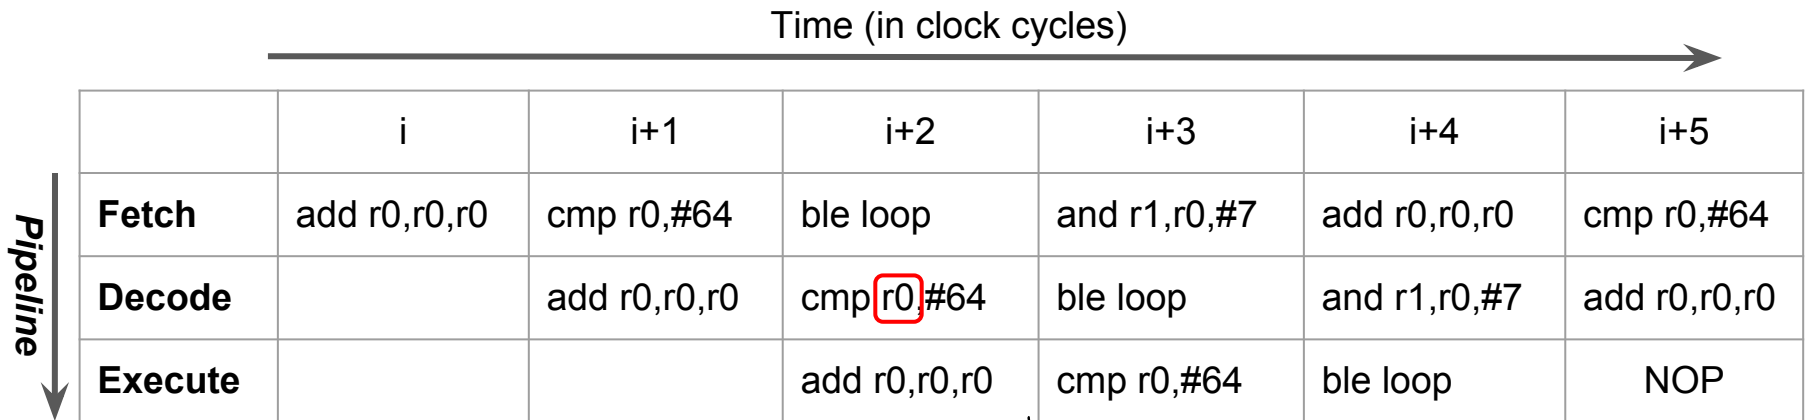 Time (in clock cycles)
i i+1 i+2 i+3 i+4 i+5
Fetch add r0,r0,r0 cmp r0,#64 ble loop and r1,r0,#7 add r0,r0,r0 cmp r0,#64
Decode add r0,r0,r0 cmp r0,#64 ble loop and r1,r0,#7 add r0,r0,r0
Execute add r0,r0,r0 cmp r0,#64 ble loop NOP
Pipeline